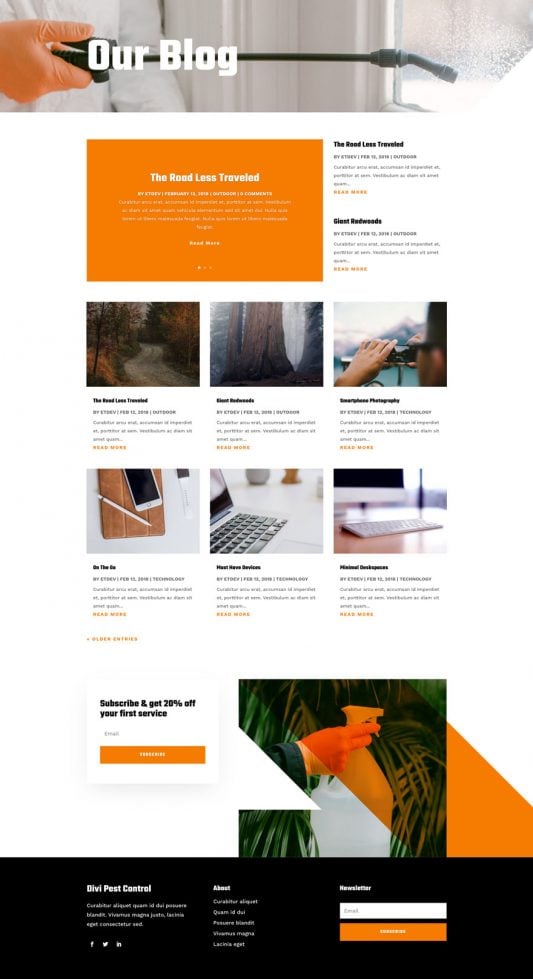 Our Blog
The Road Less Traveled
BY ETDEV | FEBRUARY 12, 2018 | OUTDOOR | 0 COMMENTS
Curabitur arcu erat, accumsan id imperdiet et, porttitor at sem. Vestibulum
ac diam sit amet quam vehicula elementum sed sit amet dui. Nulla quis
lorem ut libero malesuada feugiat. Nulla quis lorem ut libero malesuada
feugiat.
Read More
The Road Less Traveled
BY ETDEV | FEB 12, 2018 | OUTDOOR
Curabitur arcu erat, accumsan id imperdiet et,
porttitor at sem. Vestibulum ac diam sit amet
quam...
READ MORE
Giant Redwoods
BY ETDEV | FEB 12, 2018 | OUTDOOR
Curabitur arcu erat, accumsan id imperdiet et,
porttitor at sem. Vestibulum ac diam sit amet
quam...
READ MORE
The Road Less Traveled
BY ETDEV | FEB 12, 2018 | OUTDOOR
Curabitur arcu erat, accumsan id imperdiet
et, porttitor at sem. Vestibulum ac diam sit
amet quam...
READ MORE
Giant Redwoods
BY ETDEV | FEB 12, 2018 | OUTDOOR
Curabitur arcu erat, accumsan id imperdiet
et, porttitor at sem. Vestibulum ac diam sit
amet quam...
READ MORE
Smartphone Photography
BY ETDEV | FEB 12, 2018 | TECHNOLOGY
Curabitur arcu erat, accumsan id imperdiet
et, porttitor at sem. Vestibulum ac diam sit
amet quam...
READ MORE
On The Go
BY ETDEV | FEB 12, 2018 | TECHNOLOGY
Curabitur arcu erat, accumsan id imperdiet
et, porttitor at sem. Vestibulum ac diam sit
amet quam...
READ MORE
Must Have Devices
BY ETDEV | FEB 12, 2018 | TECHNOLOGY
Curabitur arcu erat, accumsan id imperdiet
et, porttitor at sem. Vestibulum ac diam sit
amet quam...
READ MORE
Minimal Deskspaces
BY ETDEV | FEB 12, 2018 | TECHNOLOGY
Curabitur arcu erat, accumsan id imperdiet
et, porttitor at sem. Vestibulum ac diam sit
amet quam...
READ MORE
« OLDER ENTRIES
Subscribe & get 20% off
your first service
Email
SUBSCRIBE
Divi Pest Control
Curabitur aliquet quam id dui posuere
blandit. Vivamus magna justo, lacinia
eget consectetur sed.
About
Curabitur aliquet
Quam id dui
Posuere blandit
Vivamus magna
Lacinia eget
Newsletter
Email
SUBSCRIBE